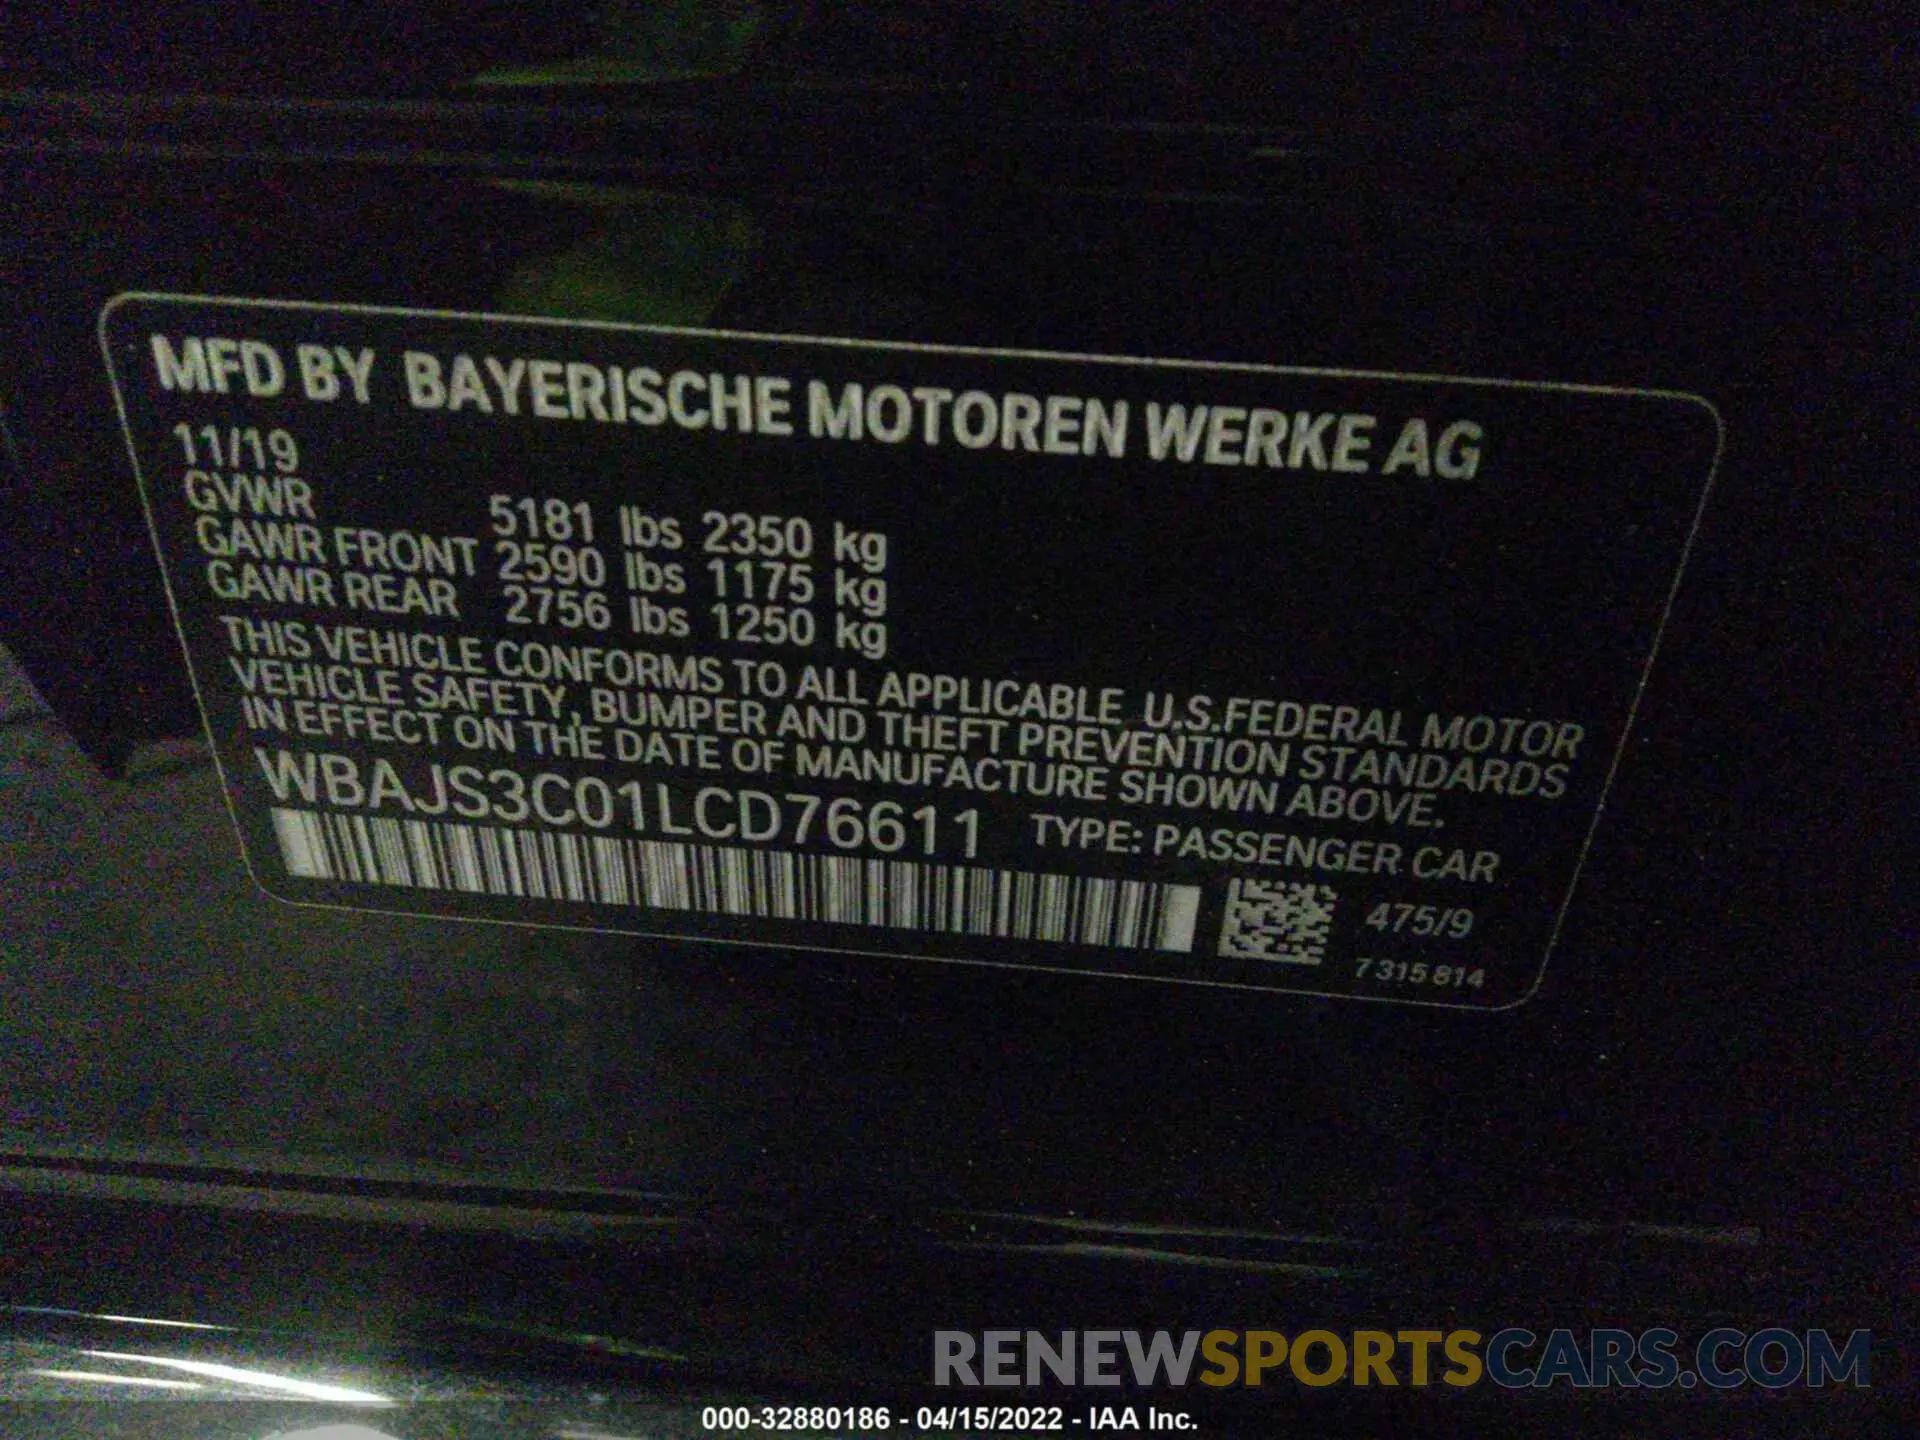 MFD BY BAYERISCHE MOTOREN WERKE AG
11/19
GVWR 5181 lbs 2350 kg
GAWR FRONT 2590 lbs 1175 kg
GAWR REAR 2756 lbs 1250 kg
THIS VEHICLE CONFORMS TO ALL APPLICABLE U.S.FEDERAL MOTOR
VEHICLE SAFETY, BUMPER AND THEFT PREVENTION STANDARDS
IN EFFECT ON THE DATE OF MANUFACTURE SHOWN ABOVE.
WBAJS3C01LCD76611 TYPE: PASSENGER CAR
475/9
7 315 814
RENEWSPORTSCARS.COM
000-32880186 - 04/15/2022 - IAA Inc.